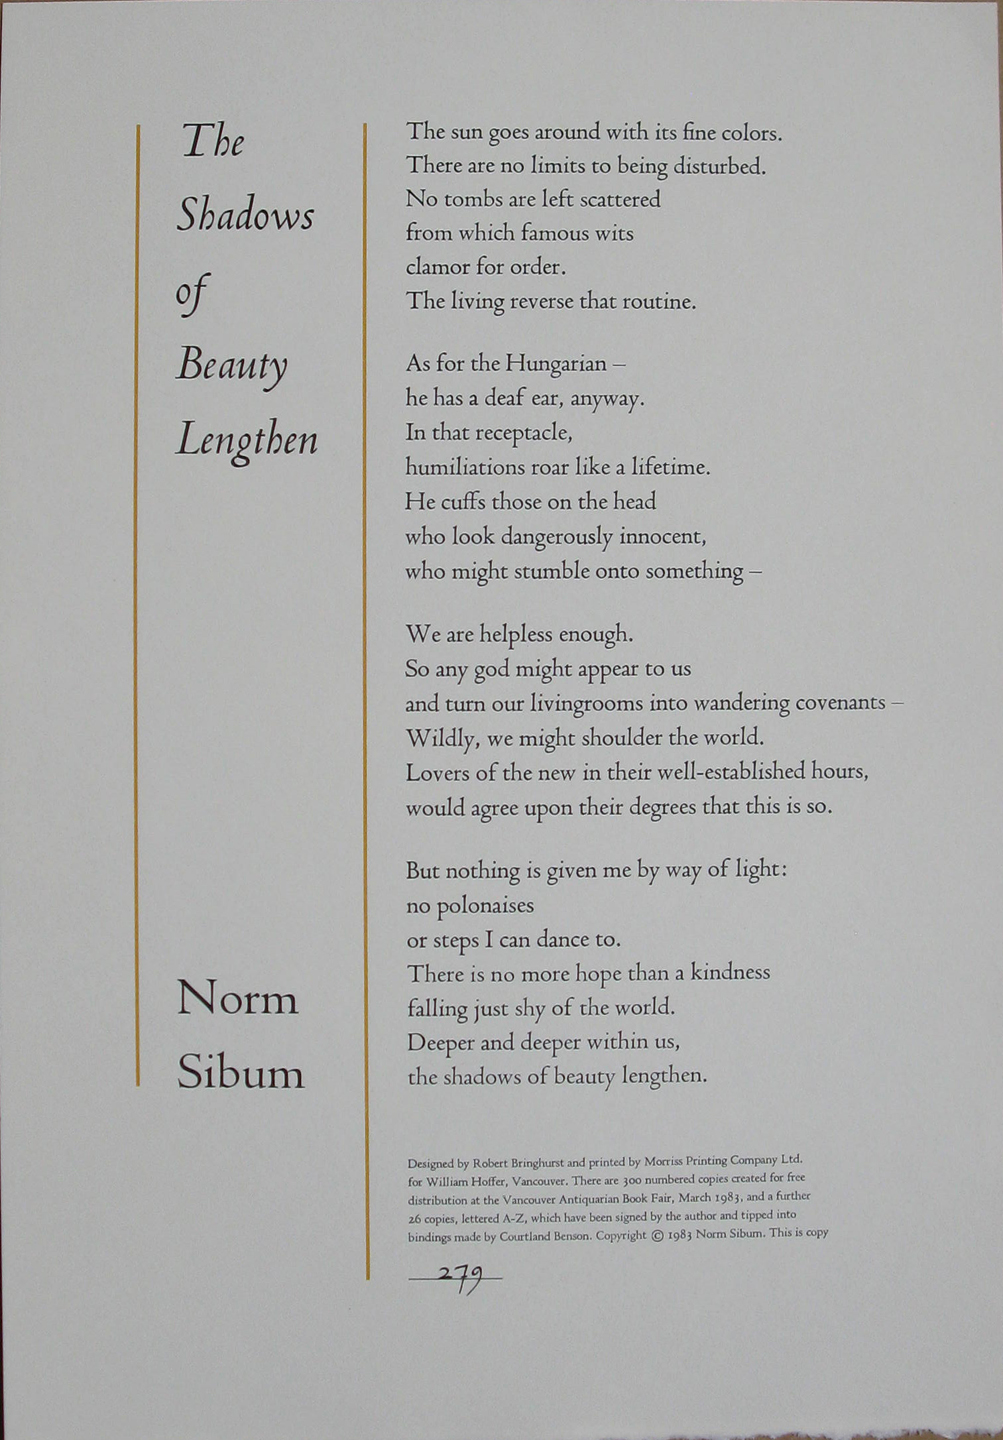 The
Shadows
of
Beauty
Lengthen
Norm
Sibum
The sun goes around with its fine colors.
There are no limits to being disturbed.
No tombs are left scattered
from which famous wits
clamor for order.
The living reverse that routine.
As for the Hungarian –
he has a deaf ear, anyway.
In that receptacle,
humiliations roar like a lifetime.
He cuffs those on the head
who look dangerously innocent,
who might stumble onto something –
We are helpless enough.
So any god might appear to us
and turn our livingrooms into wandering covenants –
Wildly, we might shoulder the world.
Lovers of the new in their well-established hours,
would agree upon their degrees that this is so.
But nothing is given me by way of light:
no polonaises
or steps I can dance to.
There is no more hope than a kindness
falling just shy of the world.
Deeper and deeper within us,
the shadows of beauty lengthen.
Designed by Robert Bringhurst and printed by Morriss Printing Company Ltd.
for William Hoffer, Vancouver. There are 300 numbered copies created for free
distribution at the Vancouver Antiquarian Book Fair, March 1983, and a further
26 copies, lettered A–Z, which have been signed by the author and tipped into
bindings made by Courtland Benson. Copyright © 1983 Norm Sibum. This is copy
279